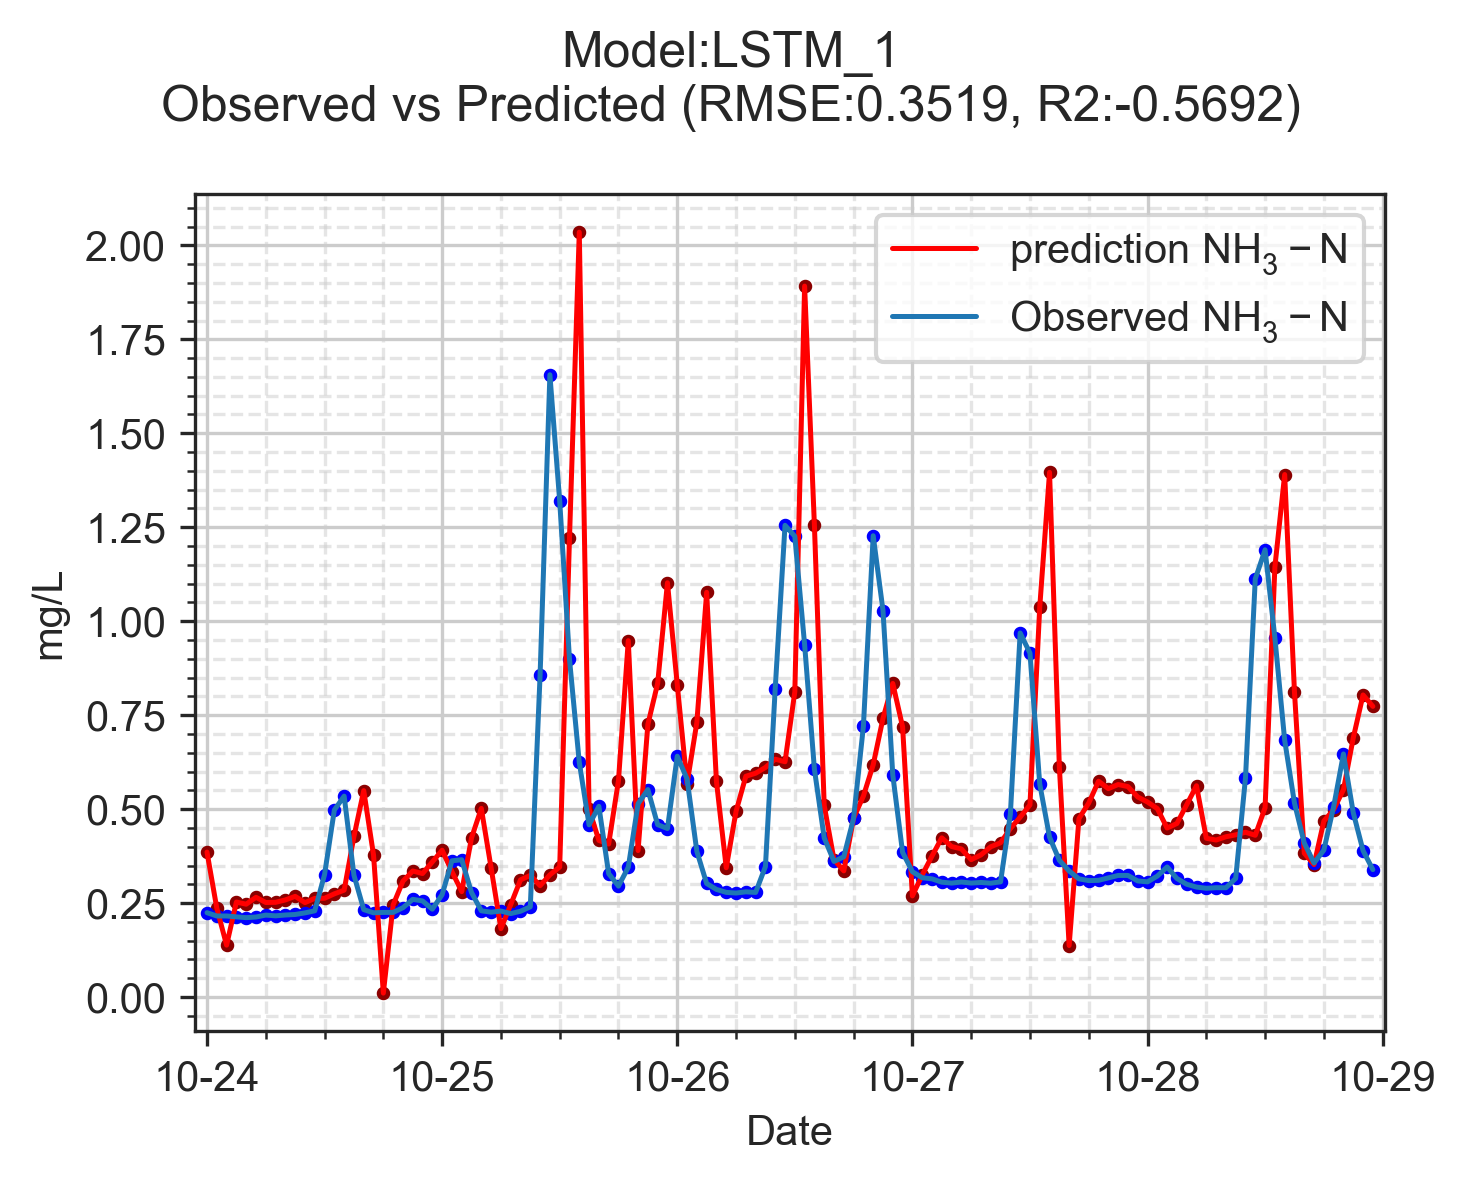 Model:LSTM_1
Observed vs Predicted (RMSE:0.3519, R2:-0.5692)
prediction NH₃ − N
Observed NH₃ − N
mg/L
2.00
1.75
1.50
1.25
1.00
0.75
0.50
0.25
0.00
10-24 10-25 10-26 10-27 10-28 10-29
Date